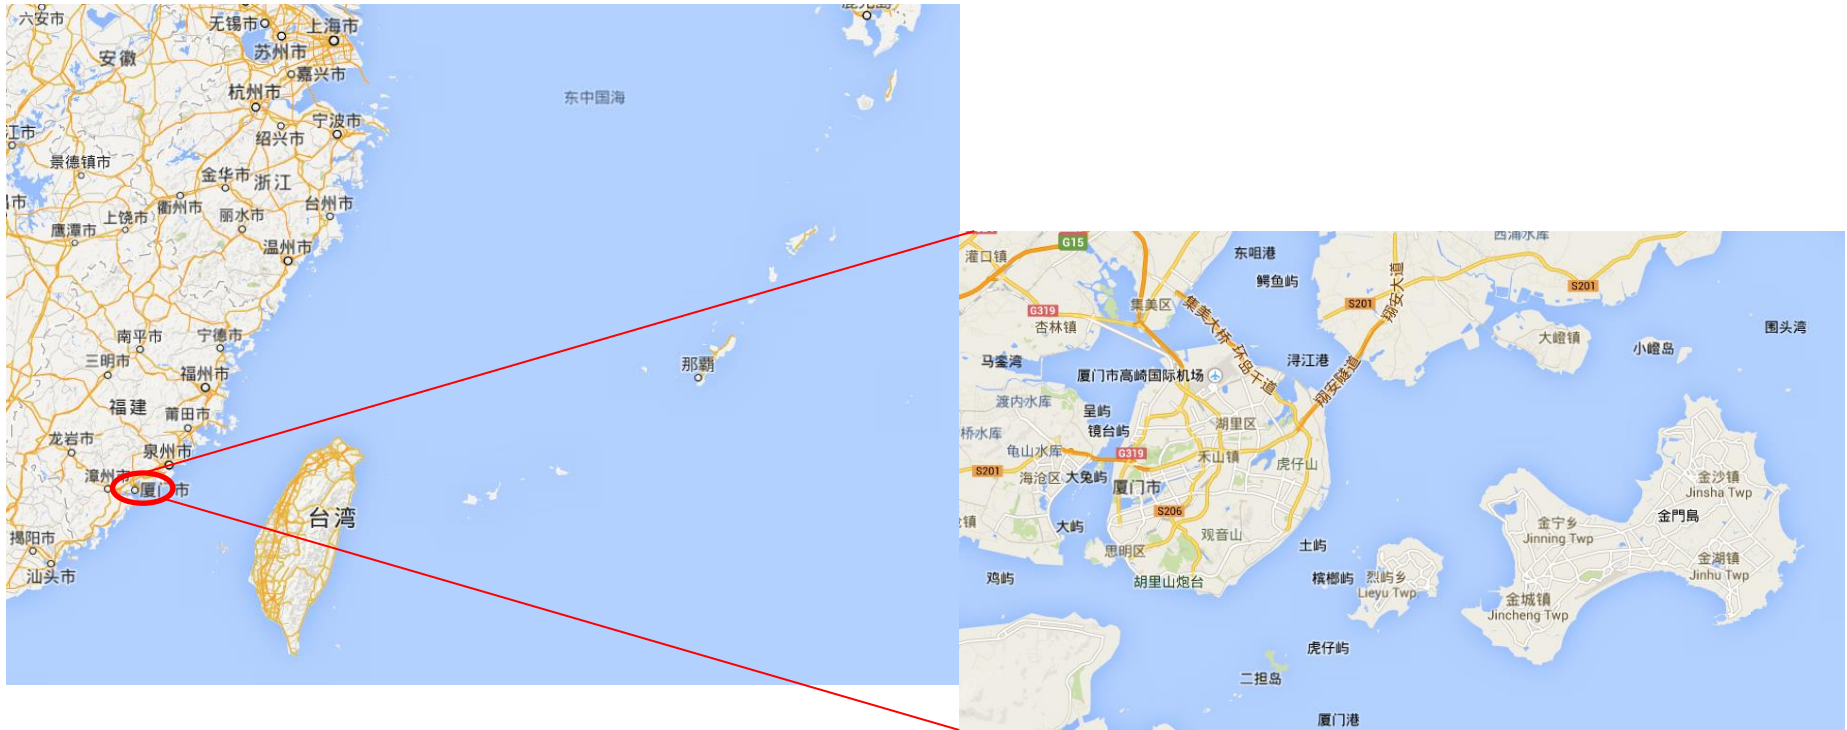 六安市
无锡市
上海市
苏州市
安徽
嘉兴市
杭州市
东中国海
宁波市
江市
绍兴市
景德镇市
金华市
浙江
衢州市
台州市
上饶市
丽水市
鹰潭市
温州市
南平市
宁德市
三明市
福州市
那霸
福建
莆田市
龙岩市
泉州市
漳州市
厦门市
台湾
揭阳市
汕头市
G15
西浦水库
灌口镇
东咀港
鳄鱼屿
S201
集美区
S201
翔安大道
G319
集美大桥
杏林镇
围头湾
大嶝镇
小嶝岛
马銮湾
浔江港
环岛干道
厦门市高崎国际机场
翔安隧道
渡内水库
呈屿
湖里区
桥水库
镜台屿
龟山水库
G319
禾山镇
虎仔山
S201
海沧区
大兔屿
厦门市
金沙镇
Jinsha Twp
S206
金門島
大屿
观音山
金宁乡
Jinning Twp
思明区
土屿
金湖镇
Jinhu Twp
鸡屿
胡里山炮台
槟榔屿
烈屿乡
Lieyu Twp
金城镇
Jincheng Twp
虎仔屿
二担岛
厦门港